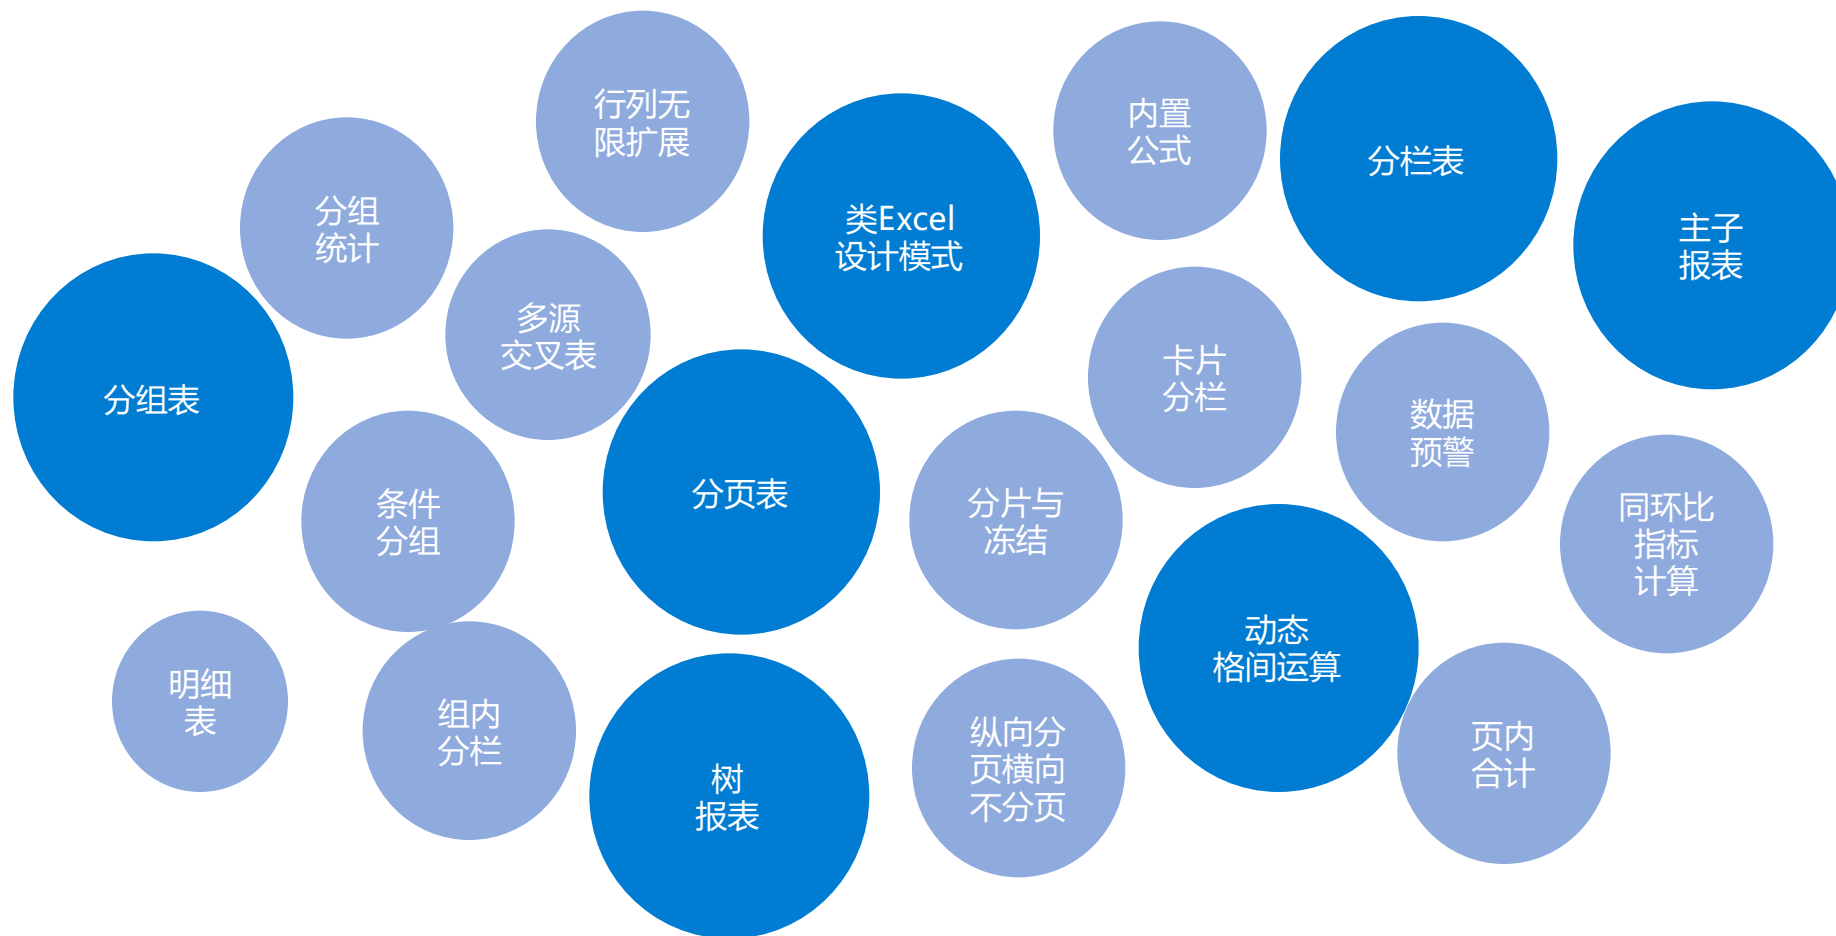 行列无
限扩展
内置
公式
分栏表
分组
统计
类Excel
设计模式
主子
报表
多源
交叉表
分组表
卡片
分栏
数据
预警
条件
分组
分页表
分片与
冻结
同环比
指标
计算
动态
格间运算
明细
表
组内
分栏
树
报表
纵向分
页横向
不分页
页内
合计